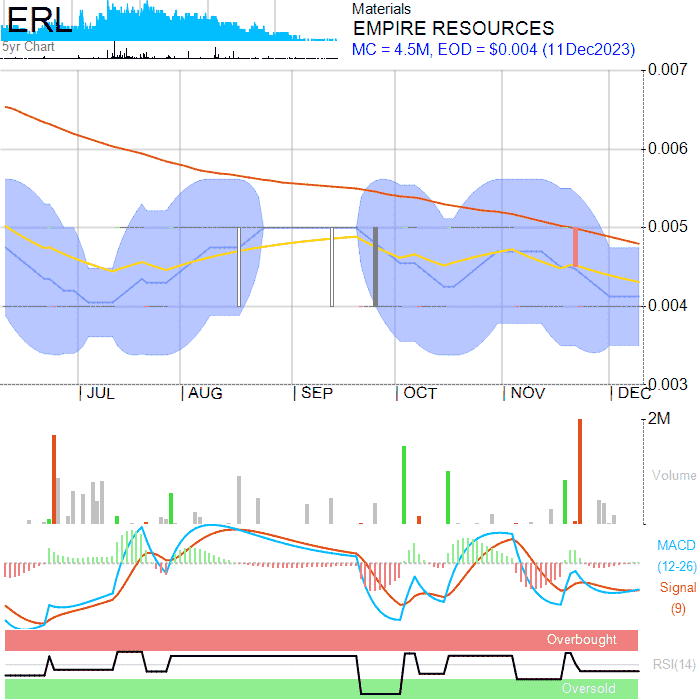 ERL
5yr Chart
Materials
EMPIRE RESOURCES
MC = 4.5M, EOD = $0.004 (11Dec2023)
0.007
0.006
0.005
0.004
0.003
JUL AUG SEP OCT NOV DEC
2M
Volume
MACD
(12-26)
Signal
(9)
Overbought
RSI(14)
Oversold